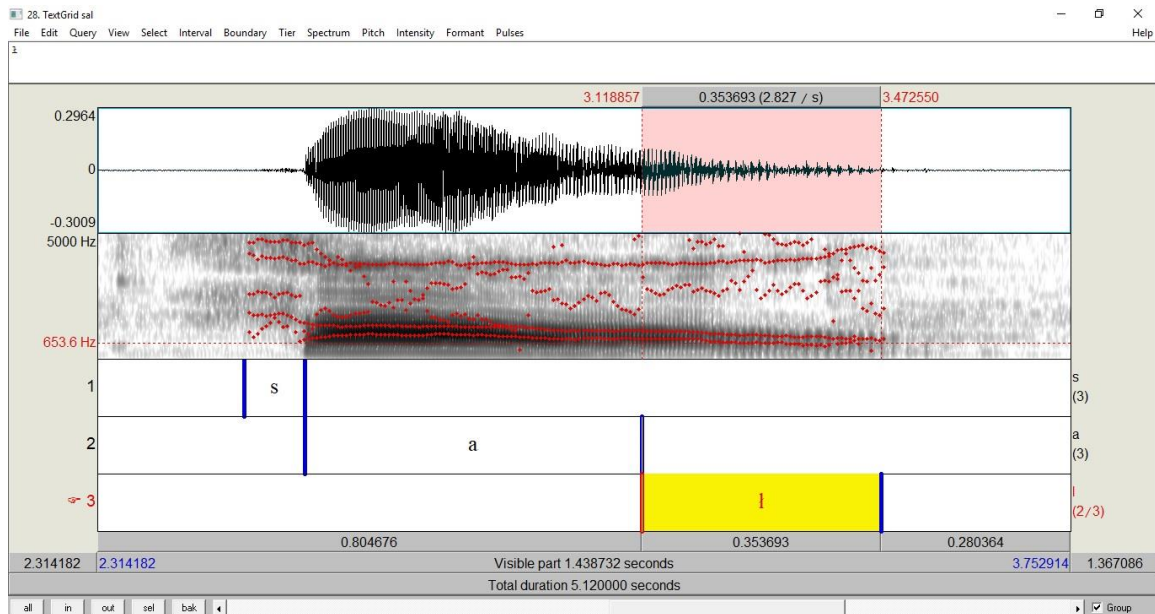 28. TextGrid sal
File Edit Query View Select Interval Boundary Tier Spectrum Pitch Intensity Formant Pulses Help
ɫ
3.118857 0.353693 (2.827 / s) 3.472550
0.2964
0
-0.3009
5000 Hz
653.6 Hz
1 s s
(3)
2 a a
(3)
☞ 3 ɫ l
(2/3)
0.804676 0.353693 0.280364
2.314182 2.314182 Visible part 1.438732 seconds 3.752914 1.367086
Total duration 5.120000 seconds
all in out sel bak Group